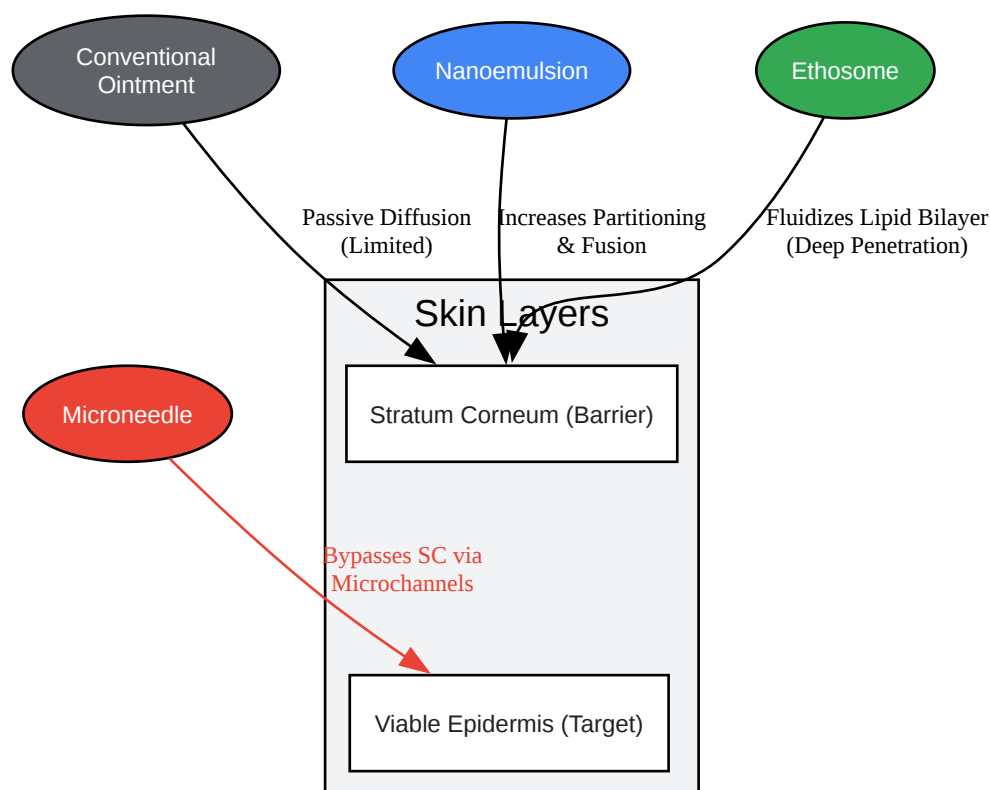 Conventional
Ointment
Nanoemulsion
Ethosome
Passive Diffusion
(Limited)
Increases Partitioning
& Fusion
Fluidizes Lipid Bilayer
(Deep Penetration)
Skin Layers
Microneedle
Stratum Corneum (Barrier)
Bypasses SC via
Microchannels
Viable Epidermis (Target)